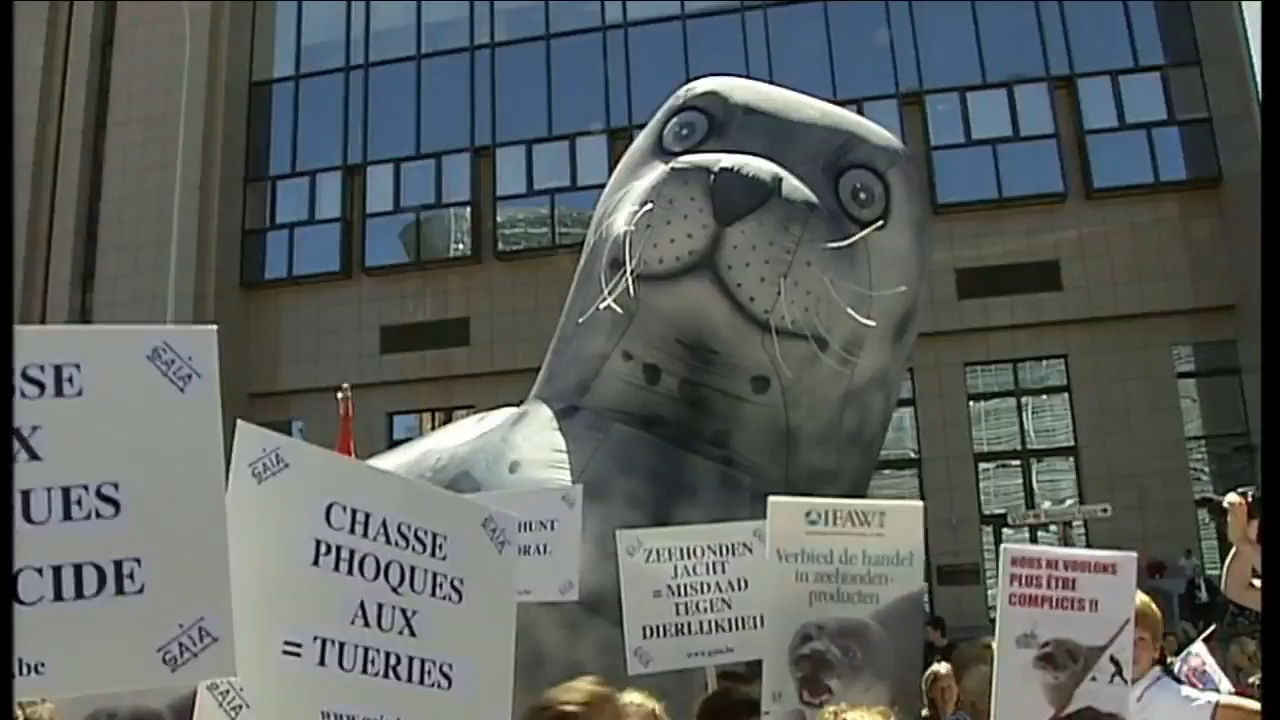 SSE
X
UES
CIDE
.be
GAIA
GAIA
GAIA
CHASSE
PHOQUES
AUX
= TUERIES
GAIA
GAIA
HUNT
ORAL
ZEEHONDEN
JACHT
= MISDAAD
TEGEN
DIERLIJKHEI
IFAW
Verbied de handel
in zeehonden-
producten
NOUS NE VOULONS
PLUS ÊTRE
COMPLICES !!